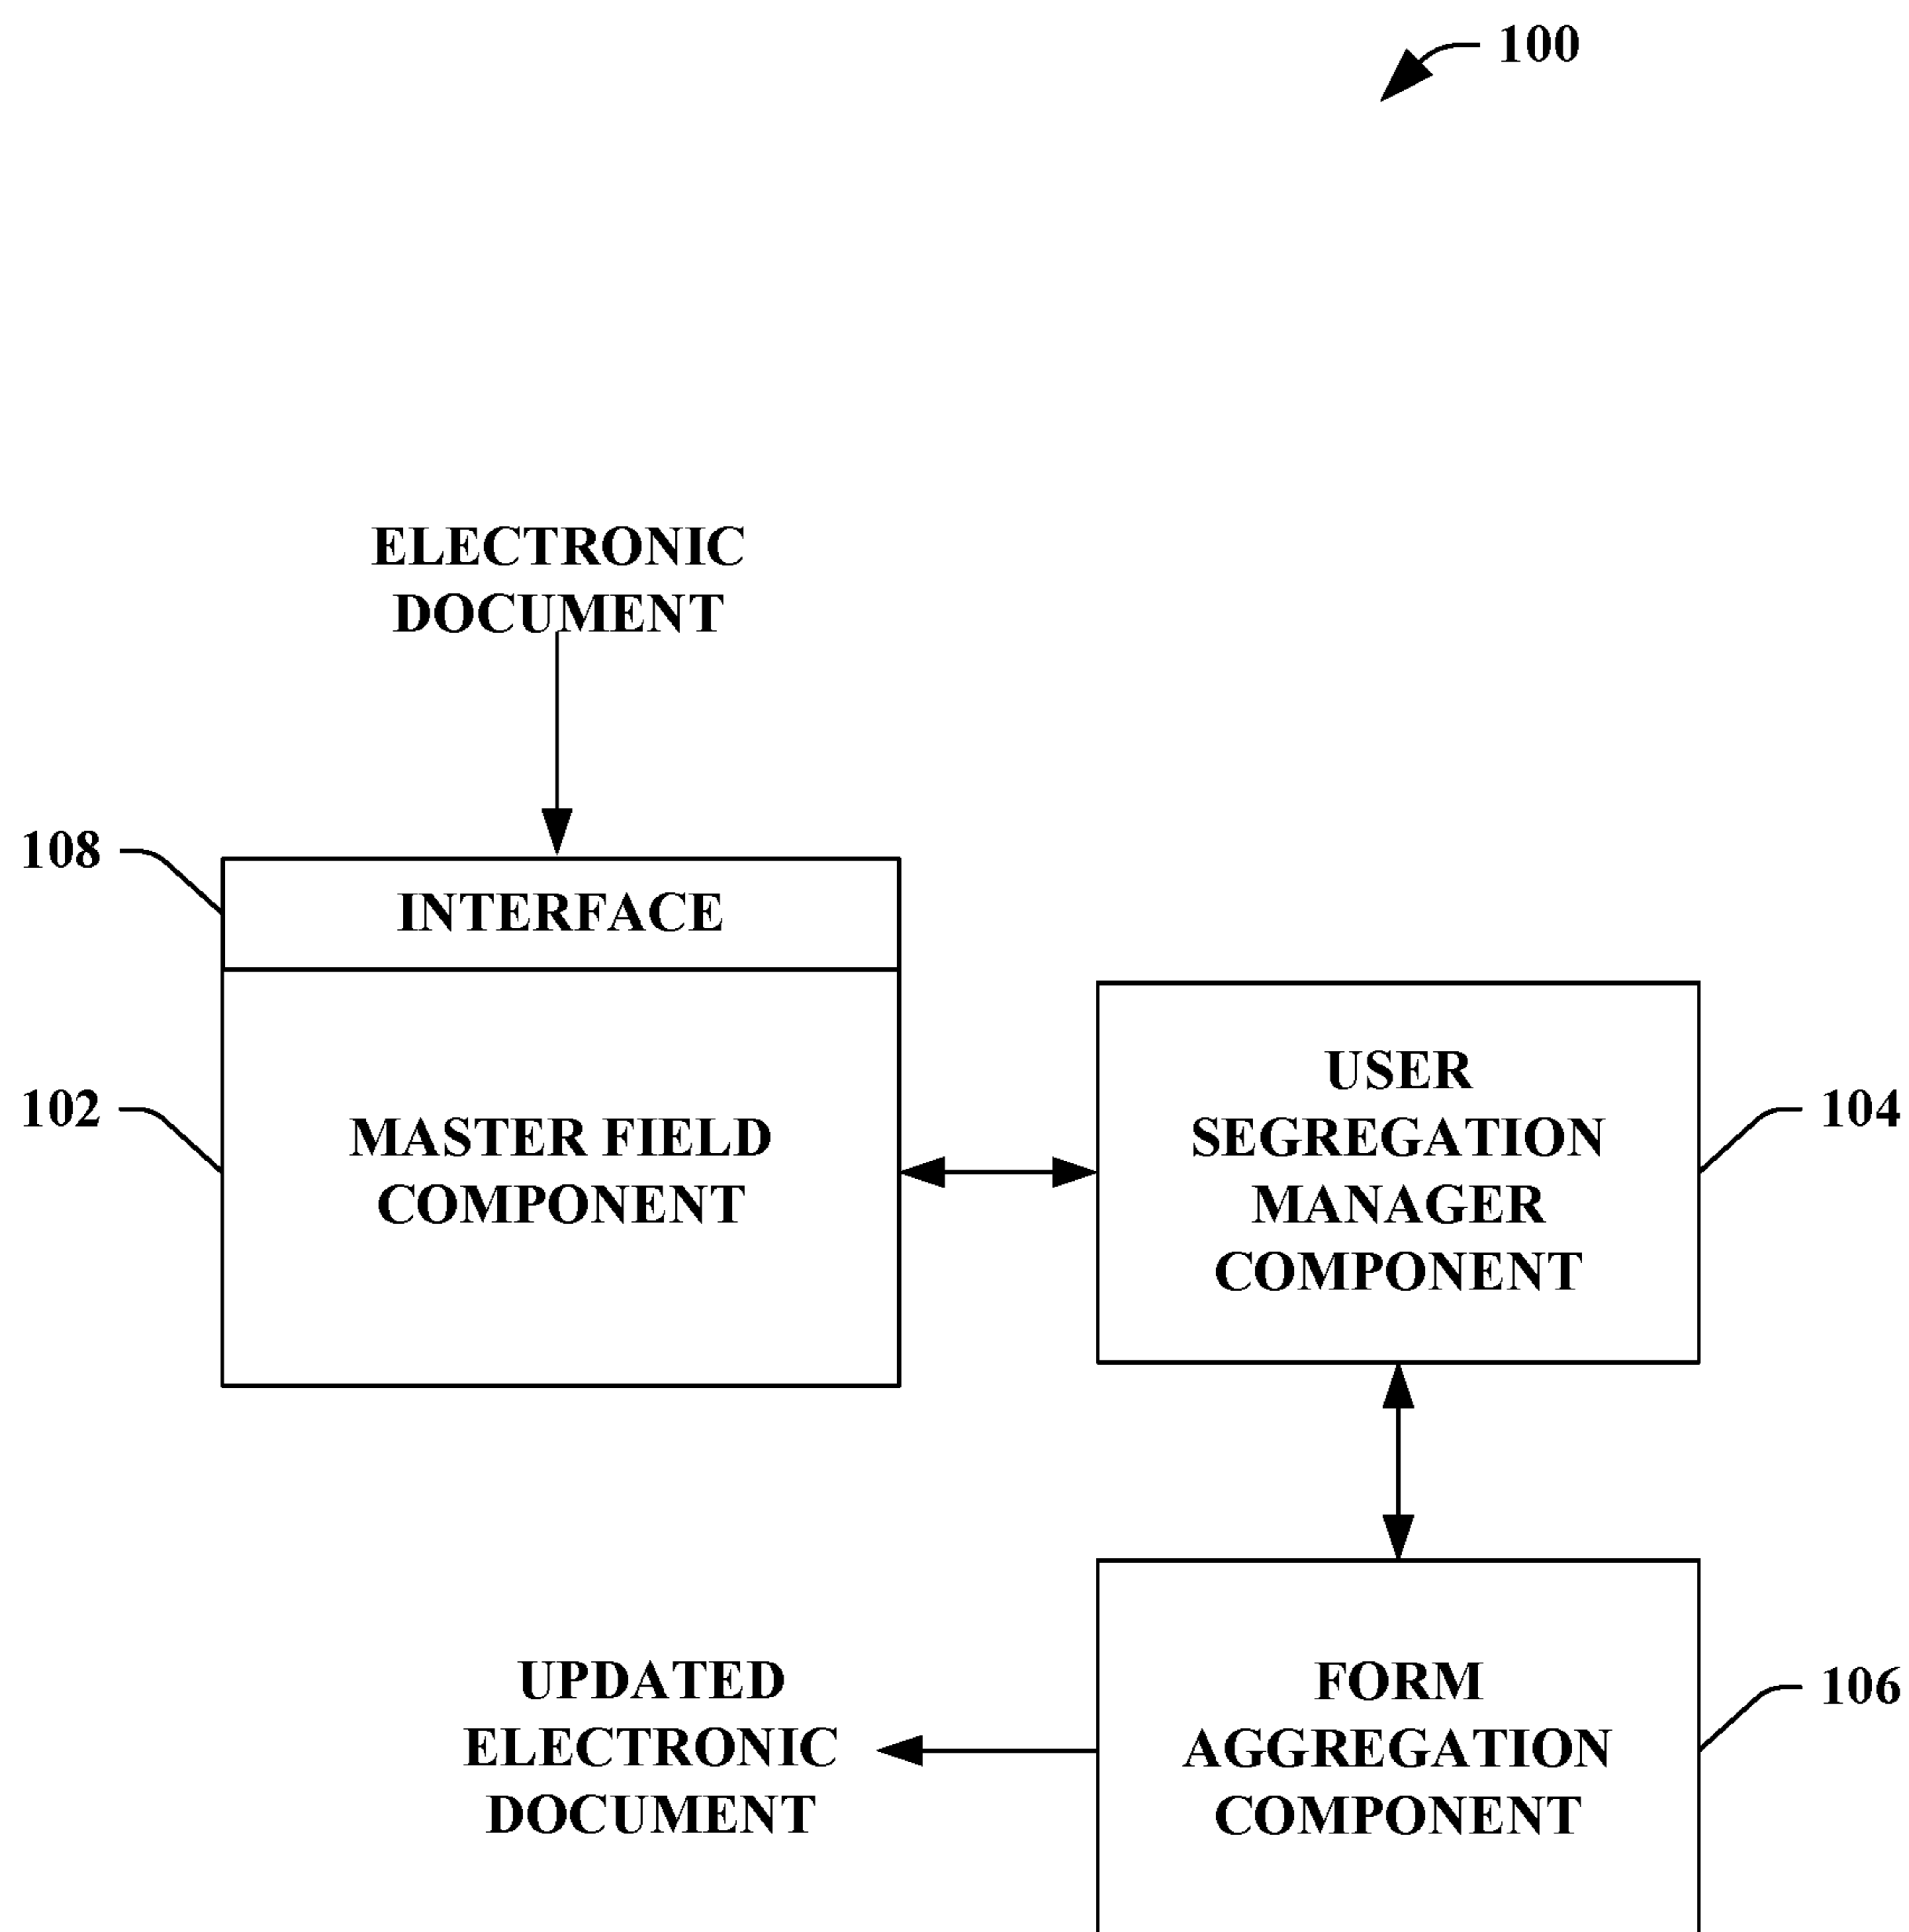 100
ELECTRONIC
DOCUMENT
108
INTERFACE
102
MASTER FIELD
COMPONENT
USER
SEGREGATION
MANAGER
COMPONENT
104
UPDATED
ELECTRONIC
DOCUMENT
FORM
AGGREGATION
COMPONENT
106